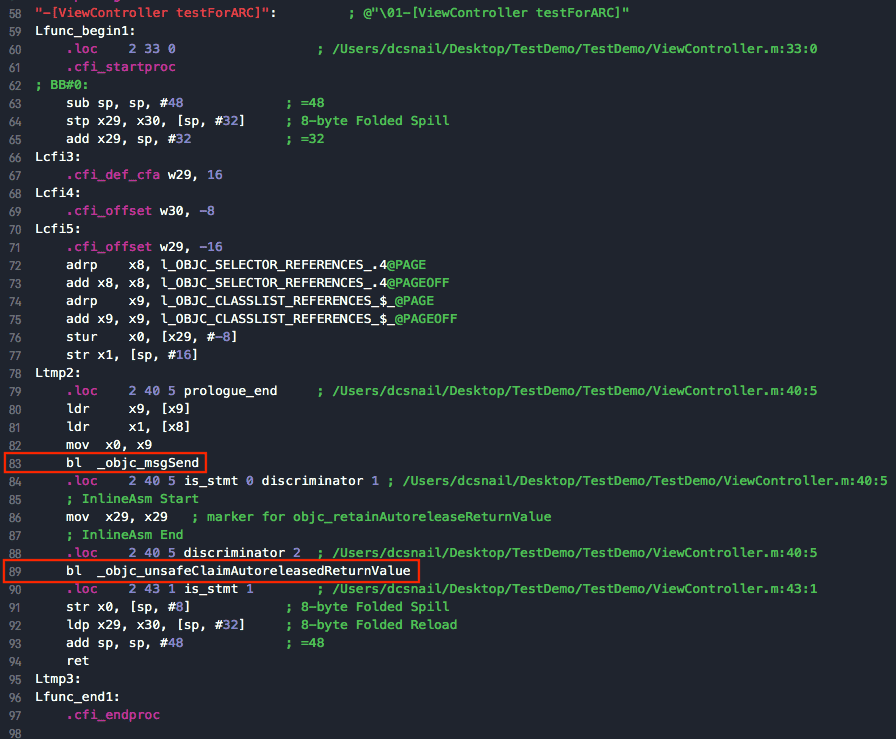 58 "-[ViewController testForARC]": ; @"\01-[ViewController testForARC]"
59 Lfunc_begin1:
60 .loc 2 33 0 ; /Users/dcsnail/Desktop/TestDemo/TestDemo/ViewController.m:33:0
61 .cfi_startproc
62 ; BB#0:
63 sub sp, sp, #48 ; =48
64 stp x29, x30, [sp, #32] ; 8-byte Folded Spill
65 add x29, sp, #32 ; =32
66 Lcfi3:
67 .cfi_def_cfa w29, 16
68 Lcfi4:
69 .cfi_offset w30, -8
70 Lcfi5:
71 .cfi_offset w29, -16
72 adrp x8, l_OBJC_SELECTOR_REFERENCES_.4@PAGE
73 add x8, x8, l_OBJC_SELECTOR_REFERENCES_.4@PAGEOFF
74 adrp x9, l_OBJC_CLASSLIST_REFERENCES_$_@PAGE
75 add x9, x9, l_OBJC_CLASSLIST_REFERENCES_$_@PAGEOFF
76 stur x0, [x29, #-8]
77 str x1, [sp, #16]
78 Ltmp2:
79 .loc 2 40 5 prologue_end ; /Users/dcsnail/Desktop/TestDemo/TestDemo/ViewController.m:40:5
80 ldr x9, [x9]
81 ldr x1, [x8]
82 mov x0, x9
83 bl _objc_msgSend
84 .loc 2 40 5 is_stmt 0 discriminator 1 ; /Users/dcsnail/Desktop/TestDemo/TestDemo/ViewController.m:40:5
85 ; InlineAsm Start
86 mov x29, x29 ; marker for objc_retainAutoreleaseReturnValue
87 ; InlineAsm End
88 .loc 2 40 5 discriminator 2 ; /Users/dcsnail/Desktop/TestDemo/TestDemo/ViewController.m:40:5
89 bl _objc_unsafeClaimAutoreleasedReturnValue
90 .loc 2 43 1 is_stmt 1 ; /Users/dcsnail/Desktop/TestDemo/TestDemo/ViewController.m:43:1
91 str x0, [sp, #8] ; 8-byte Folded Spill
92 ldp x29, x30, [sp, #32] ; 8-byte Folded Reload
93 add sp, sp, #48 ; =48
94 ret
95 Ltmp3:
96 Lfunc_end1:
97 .cfi_endproc
98